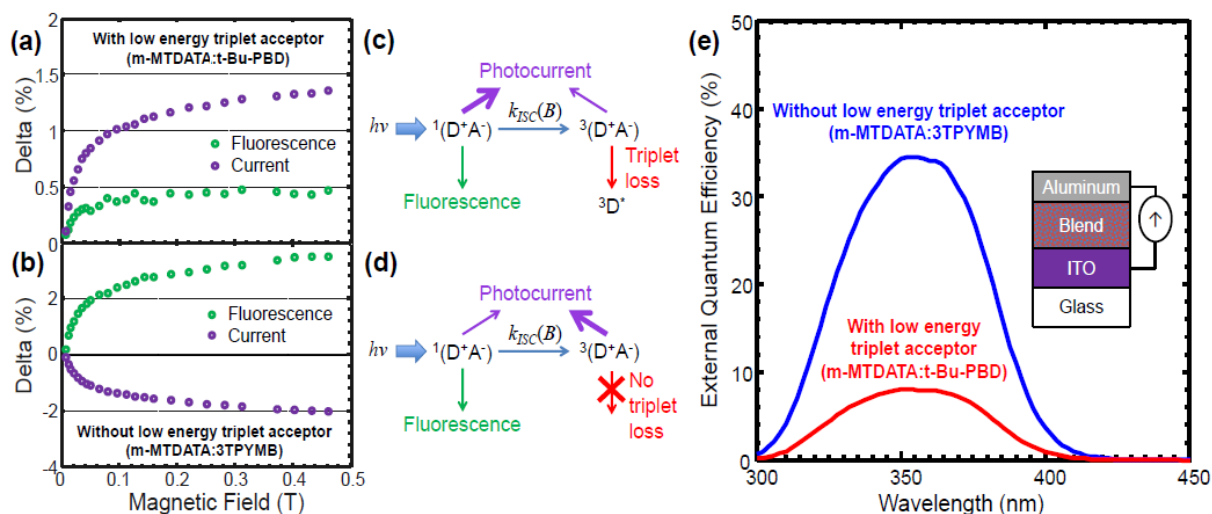 (a)
2
1.5
1
0.5
0
Delta (%)
With low energy triplet acceptor
(m-MTDATA:t-Bu-PBD)
Fluorescence
Current
(b)
2
0
-2
-4
Delta (%)
Fluorescence
Current
Without low energy triplet acceptor
(m-MTDATA:3TPYMB)
0 0.1 0.2 0.3 0.4 0.5
Magnetic Field (T)
(c)
Photocurrent
hv
¹(D⁺A⁻)
k_ISC(B)
³(D⁺A⁻)
Triplet
loss
Fluorescence
³D*
(d)
Photocurrent
hv
¹(D⁺A⁻)
k_ISC(B)
³(D⁺A⁻)
No
triplet
loss
Fluorescence
(e)
50
40
30
20
10
0
External Quantum Efficiency (%)
Without low energy triplet acceptor
(m-MTDATA:3TPYMB)
Aluminum
Blend
ITO
Glass
With low energy
triplet acceptor
(m-MTDATA:t-Bu-PBD)
300 350 400 450
Wavelength (nm)